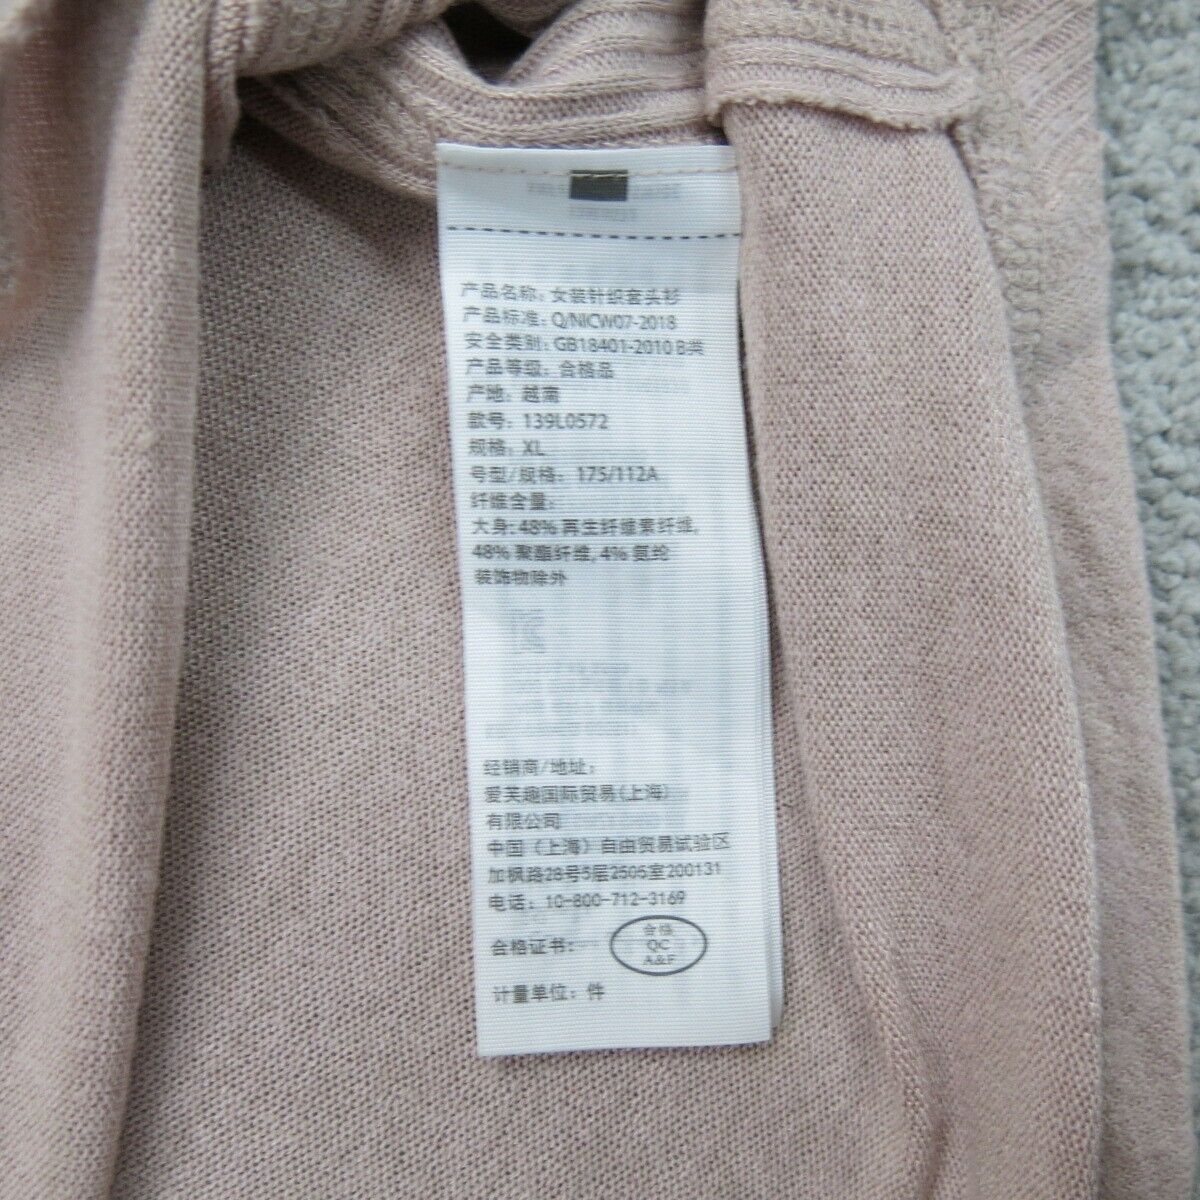 产品名称：女装针织套头衫
产品标准：Q/NICW07-2018
安全类别：GB18401-2010 B类
产品等级：合格品
产地：越南
款号：139L0572
规格：XL
号型/规格：175/112A
纤维含量：
大身：48% 再生纤维素纤维，
48% 聚酯纤维, 4% 氨纶
装饰物除外
经销商/地址：
爱芙趣国际贸易(上海)
有限公司
中国（上海）自由贸易试验区
加枫路28号5层2505室200131
电话：10-800-712-3169
合格证书：
合格
QC
A&F
计量单位：件